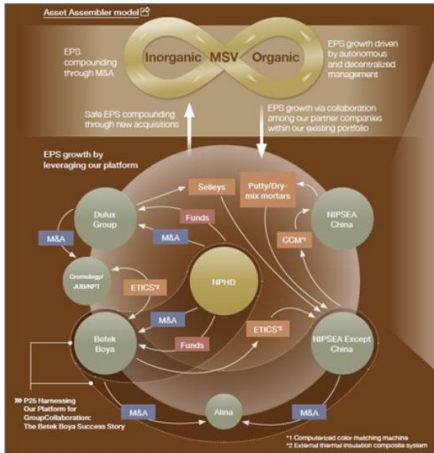 Asset Assembler model
EPS
compounding
through M&A
Inorganic MSV Organic
EPS growth driven
by autonomous
and decentralized
management
Safe EPS compounding
through new acquisitions
EPS growth via collaboration
among our partner companies
within our existing portfolio
EPS growth by
leveraging our platform
Selleys
Putty/Dry-
mix mortars
Dulux
Group
Funds
NIPSEA
China
M&A
M&A
CCM*1
Cromology/
JUB/NPT
ETICS*2
NPHD
M&A
ETICS*2
Betek
Boya
Funds
NIPSEA Except
China
P25 Harnessing
Our Platform for
GroupCollaboration:
The Betek Boya Success Story
M&A
Alina
M&A
*1 Computerized color matching machine
*2 External thermal insulation composite system